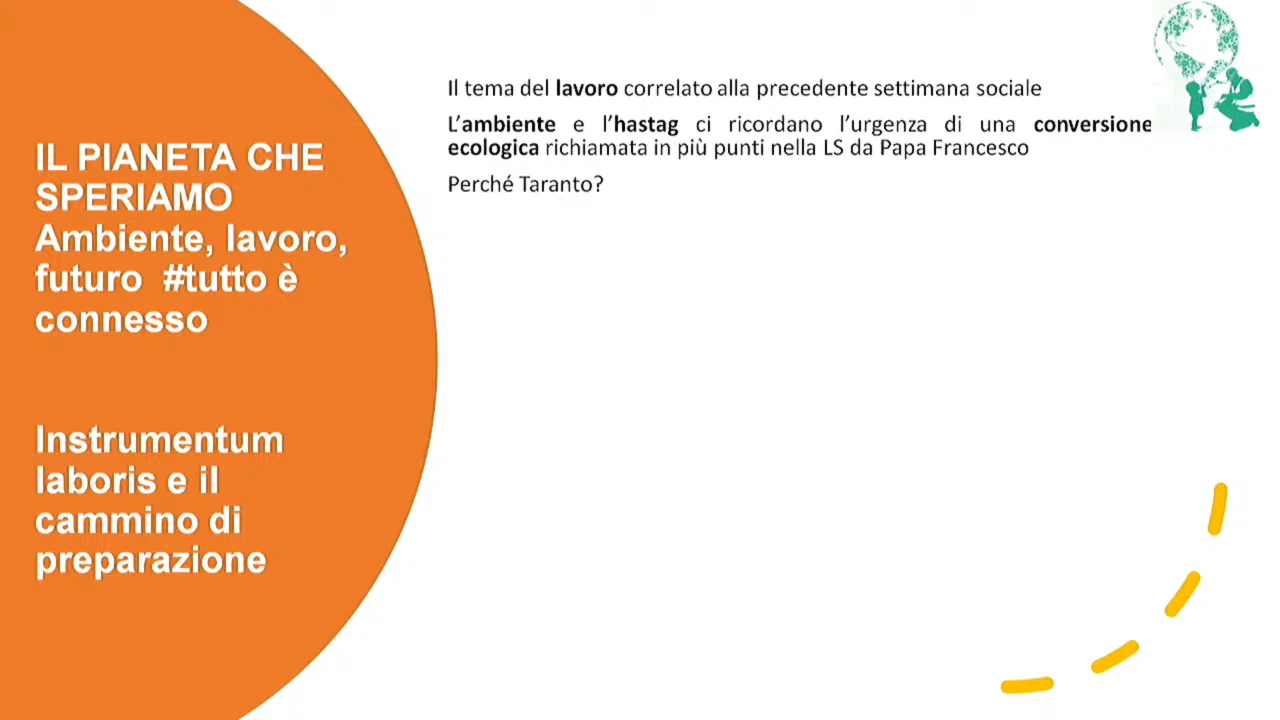 IL PIANETA CHE
SPERIAMO
Ambiente, lavoro,
futuro #tutto è
connesso
Instrumentum
laboris e il
cammino di
preparazione
Il tema del lavoro correlato alla precedente settimana sociale
L'ambiente e l'hastag ci ricordano l'urgenza di una conversione
ecologica richiamata in più punti nella LS da Papa Francesco
Perché Taranto?